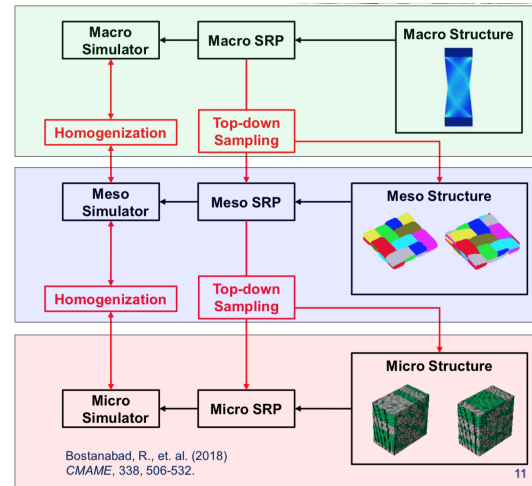 Macro
Simulator
Macro SRP
Macro Structure
Homogenization
Top-down
Sampling
Meso
Simulator
Meso SRP
Meso Structure
Homogenization
Top-down
Sampling
Micro
Simulator
Micro SRP
Micro Structure
Bostanabad, R., et. al. (2018)
CMAME, 338, 506-532.
11